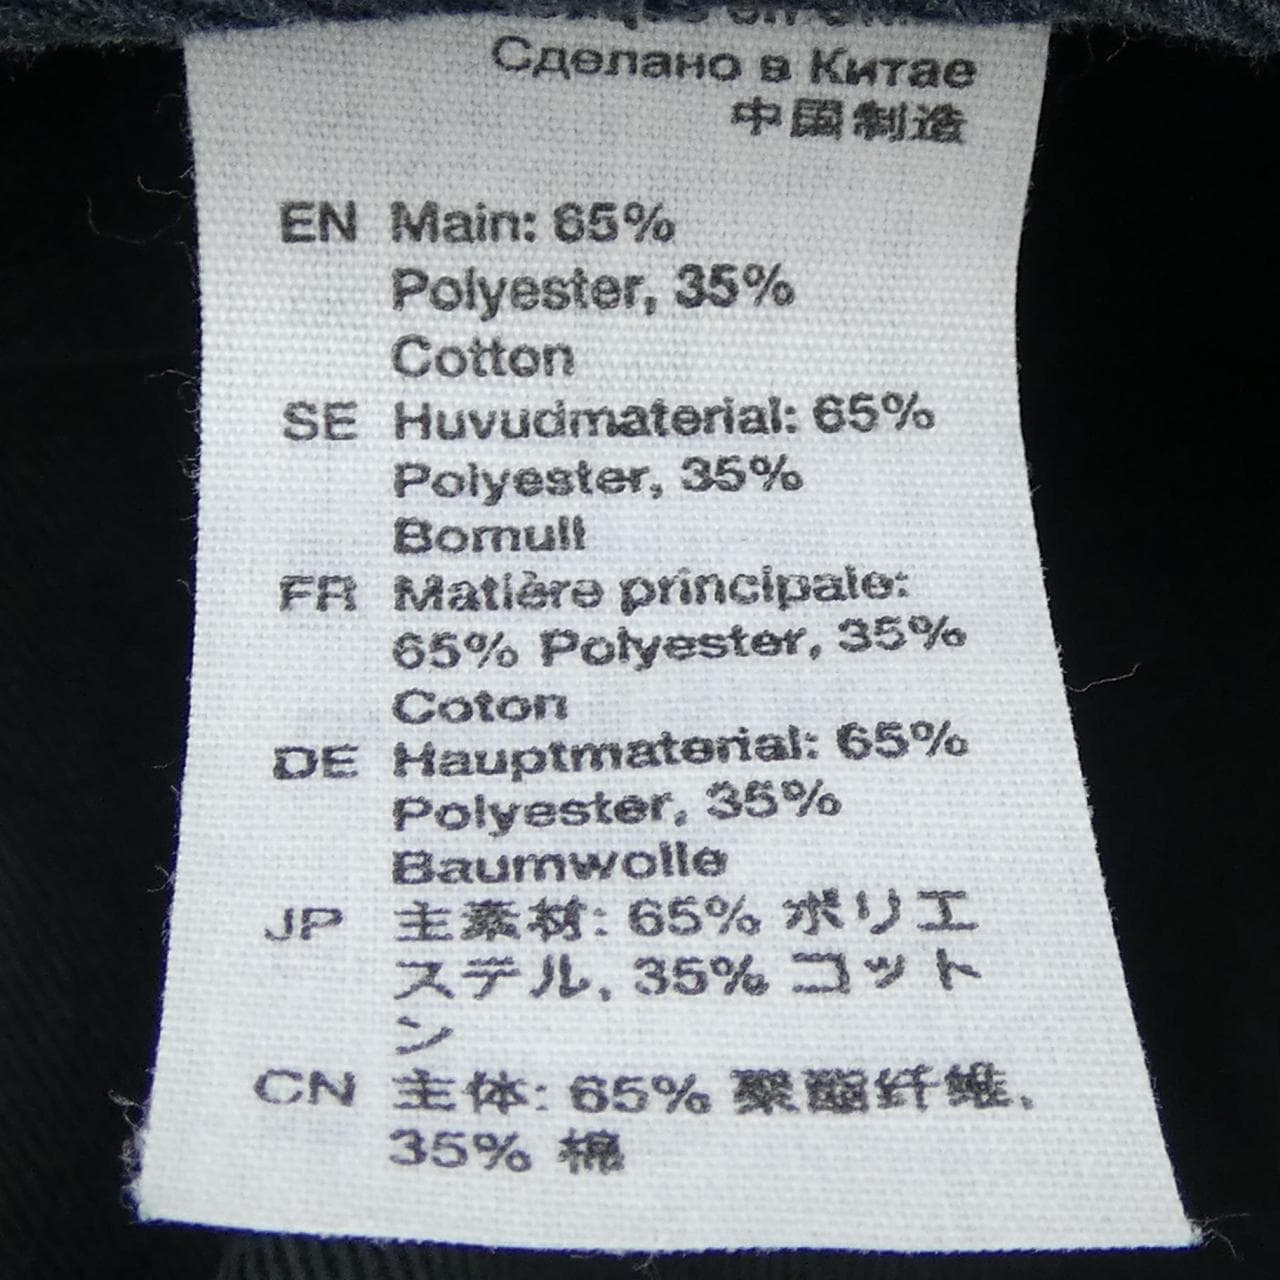 Сделано в Китае
中国制造
EN Main: 65%
Polyester, 35%
Cotton
SE Huvudmaterial: 65%
Polyester, 35%
Bomull
FR Matière principale:
65% Polyester, 35%
Coton
DE Hauptmaterial: 65%
Polyester, 35%
Baumwolle
JP 主素材: 65% ポリエ
ステル, 35% コット
ン
CN 主体: 65% 聚酯纤维,
35% 棉